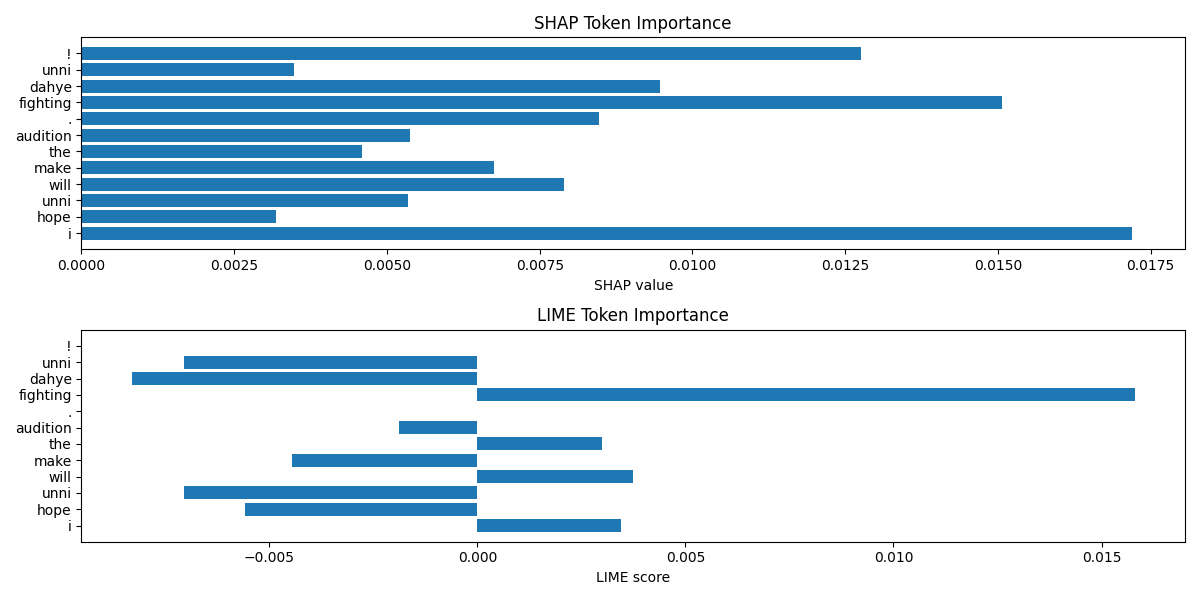 SHAP Token Importance
!
unni
dahye
fighting
.
audition
the
make
will
unni
hope
i
0.0000 0.0025 0.0050 0.0075 0.0100 0.0125 0.0150 0.0175
SHAP value
LIME Token Importance
!
unni
dahye
fighting
.
audition
the
make
will
unni
hope
i
−0.005 0.000 0.005 0.010 0.015
LIME score